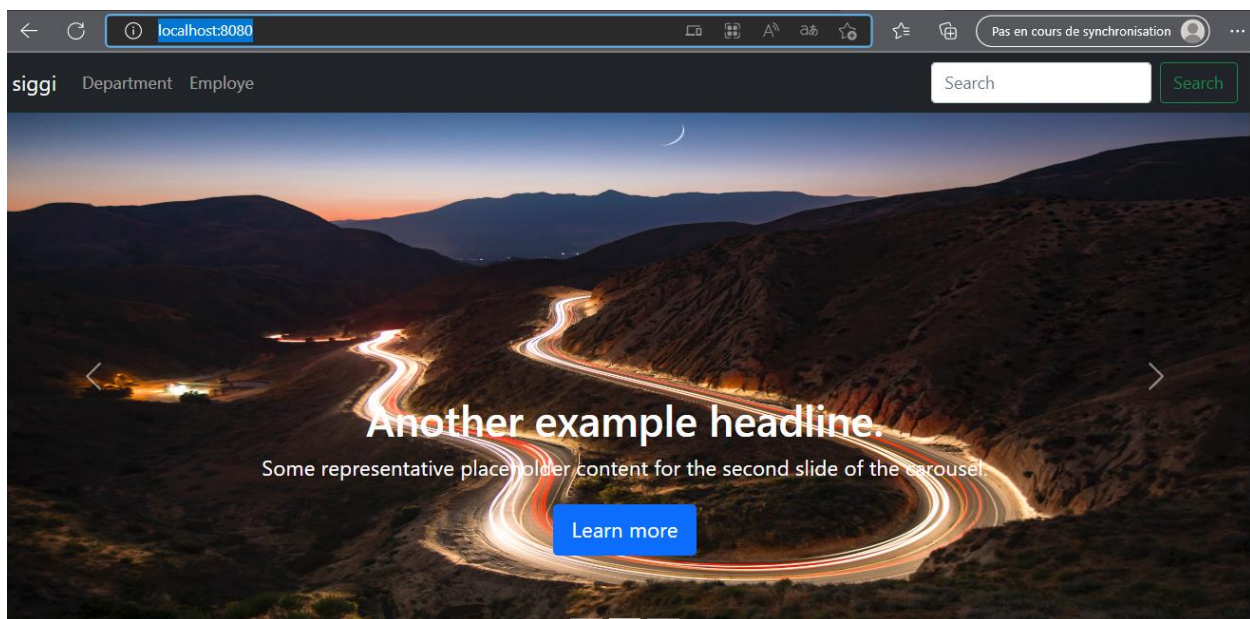 localhost:8080
Pas en cours de synchronisation
siggi Department Employe Search Search
Another example headline.
Some representative placeholder content for the second slide of the carousel.
Learn more